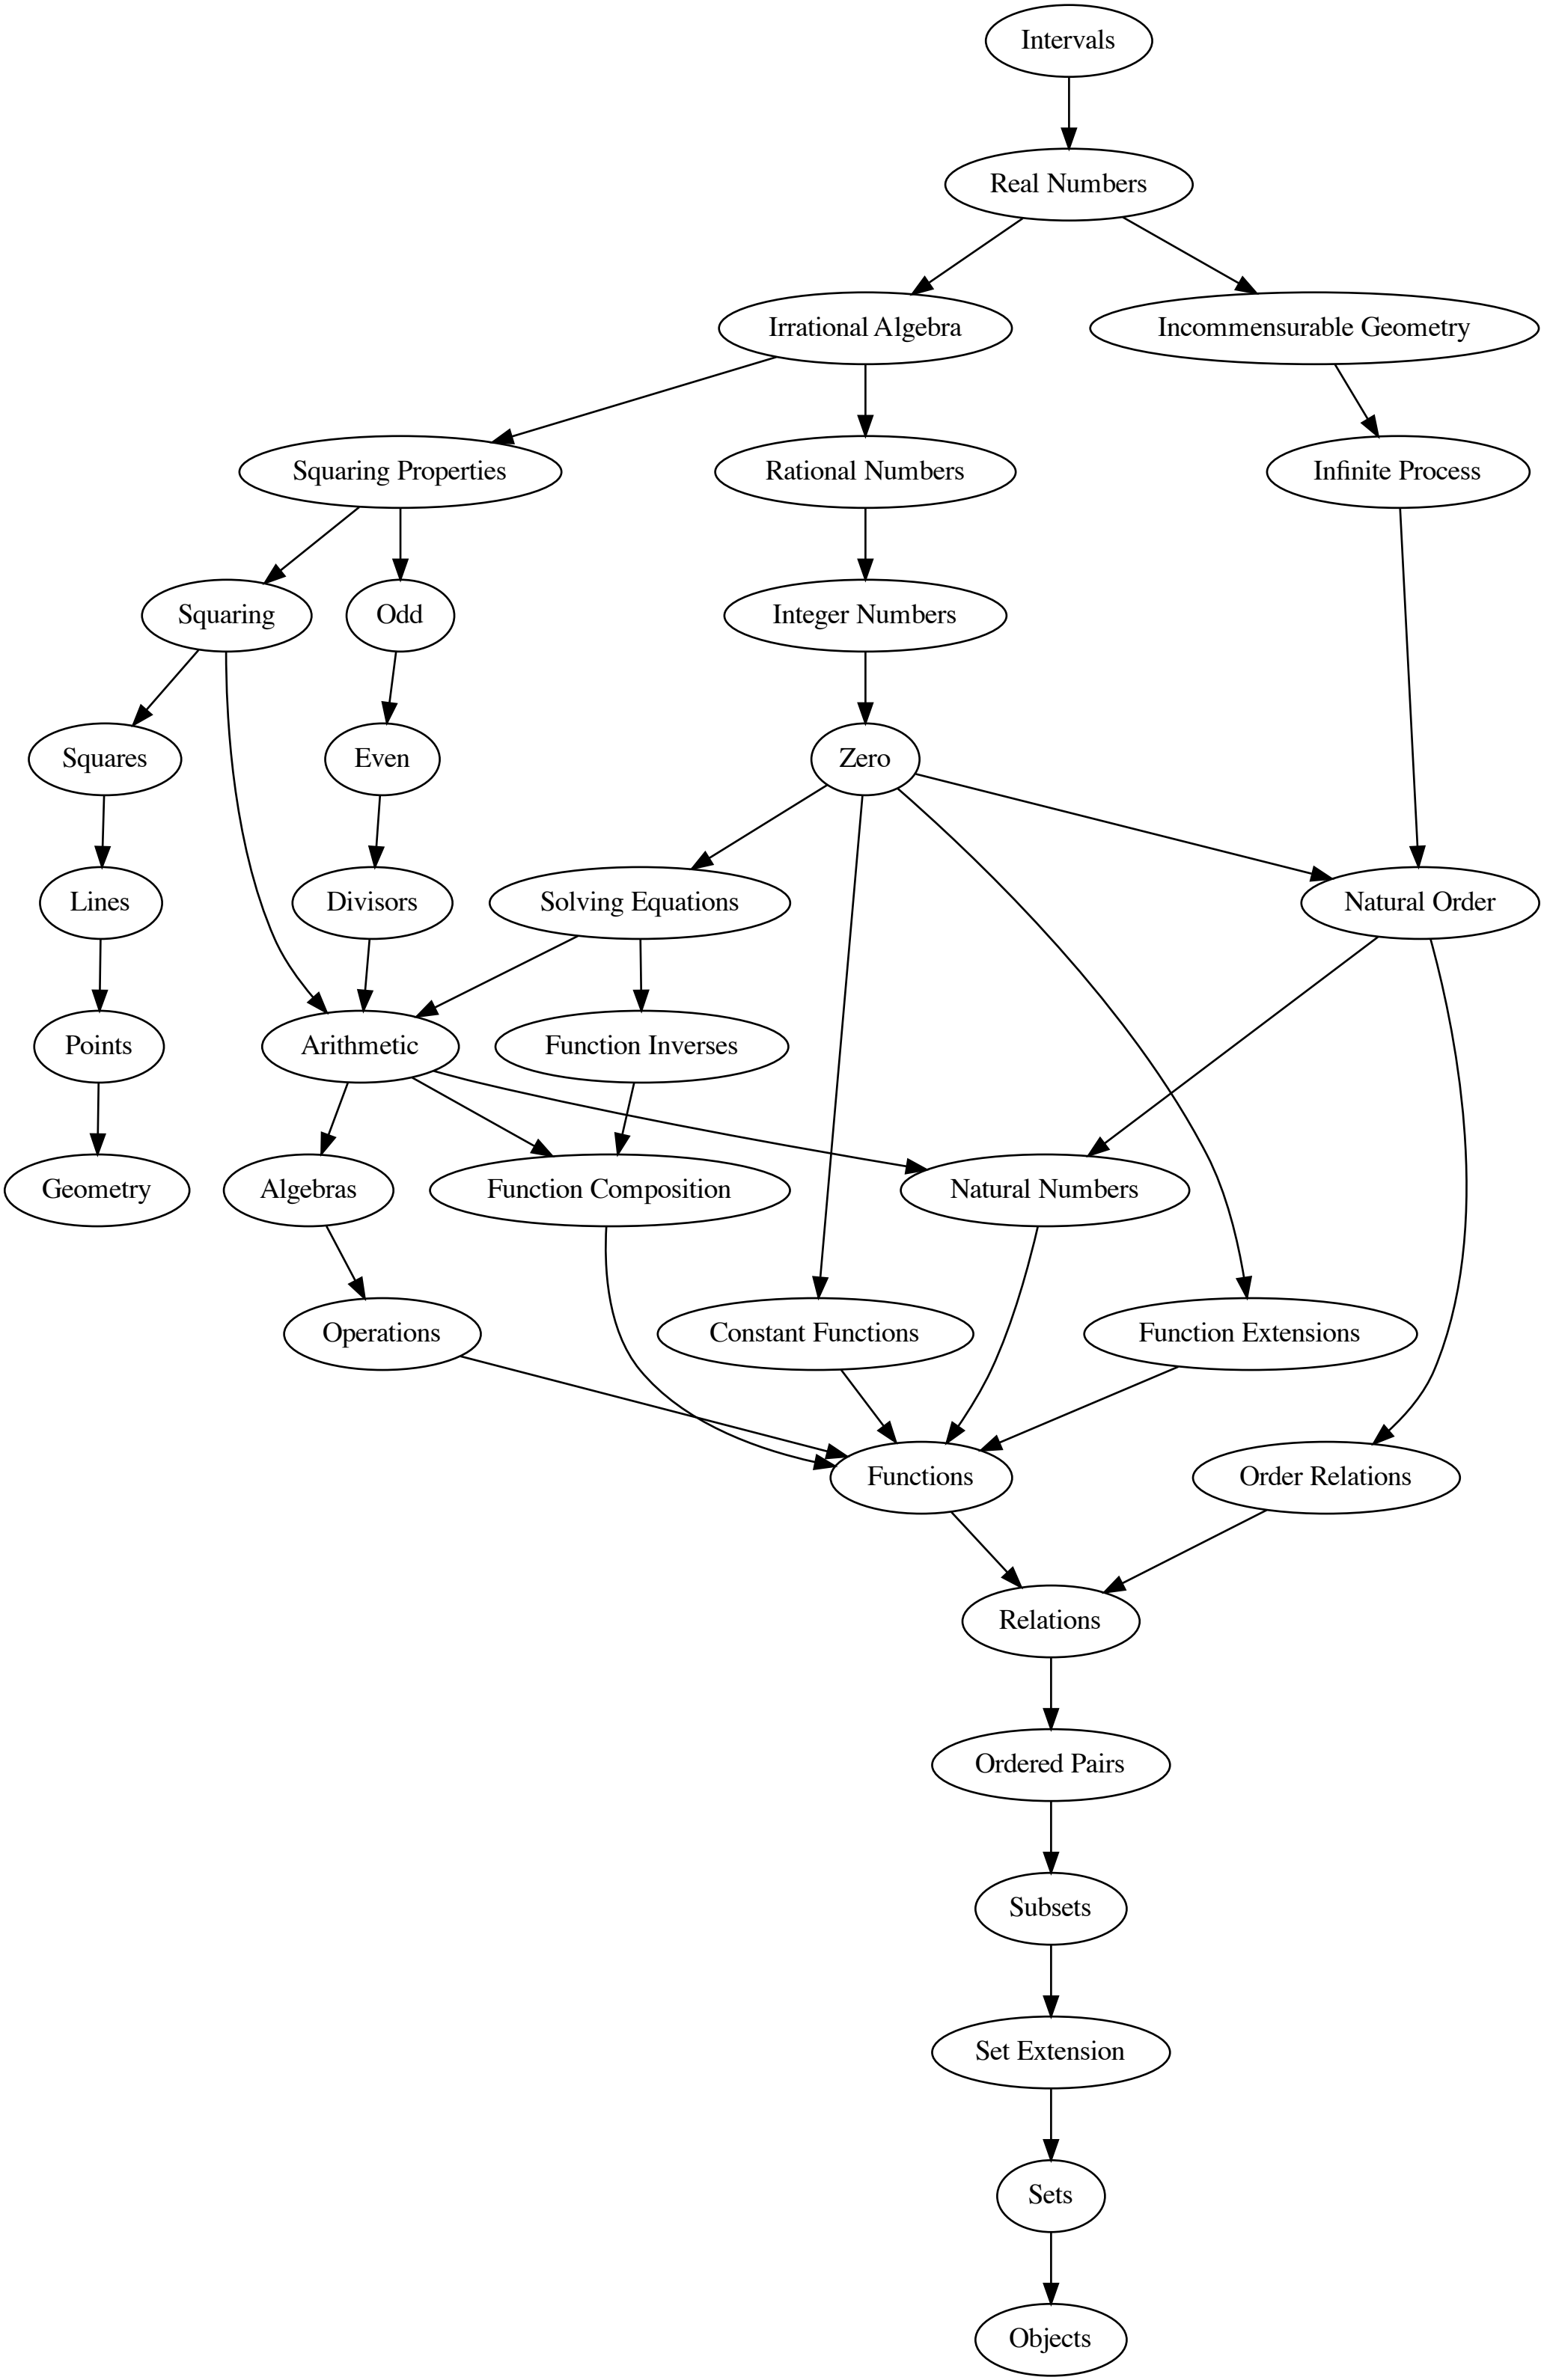 Intervals
Real Numbers
Irrational Algebra
Incommensurable Geometry
Squaring Properties
Rational Numbers
Infinite Process
Squaring
Odd
Integer Numbers
Squares
Even
Zero
Lines
Divisors
Solving Equations
Natural Order
Points
Arithmetic
Function Inverses
Geometry
Algebras
Function Composition
Natural Numbers
Operations
Constant Functions
Function Extensions
Functions
Order Relations
Relations
Ordered Pairs
Subsets
Set Extension
Sets
Objects